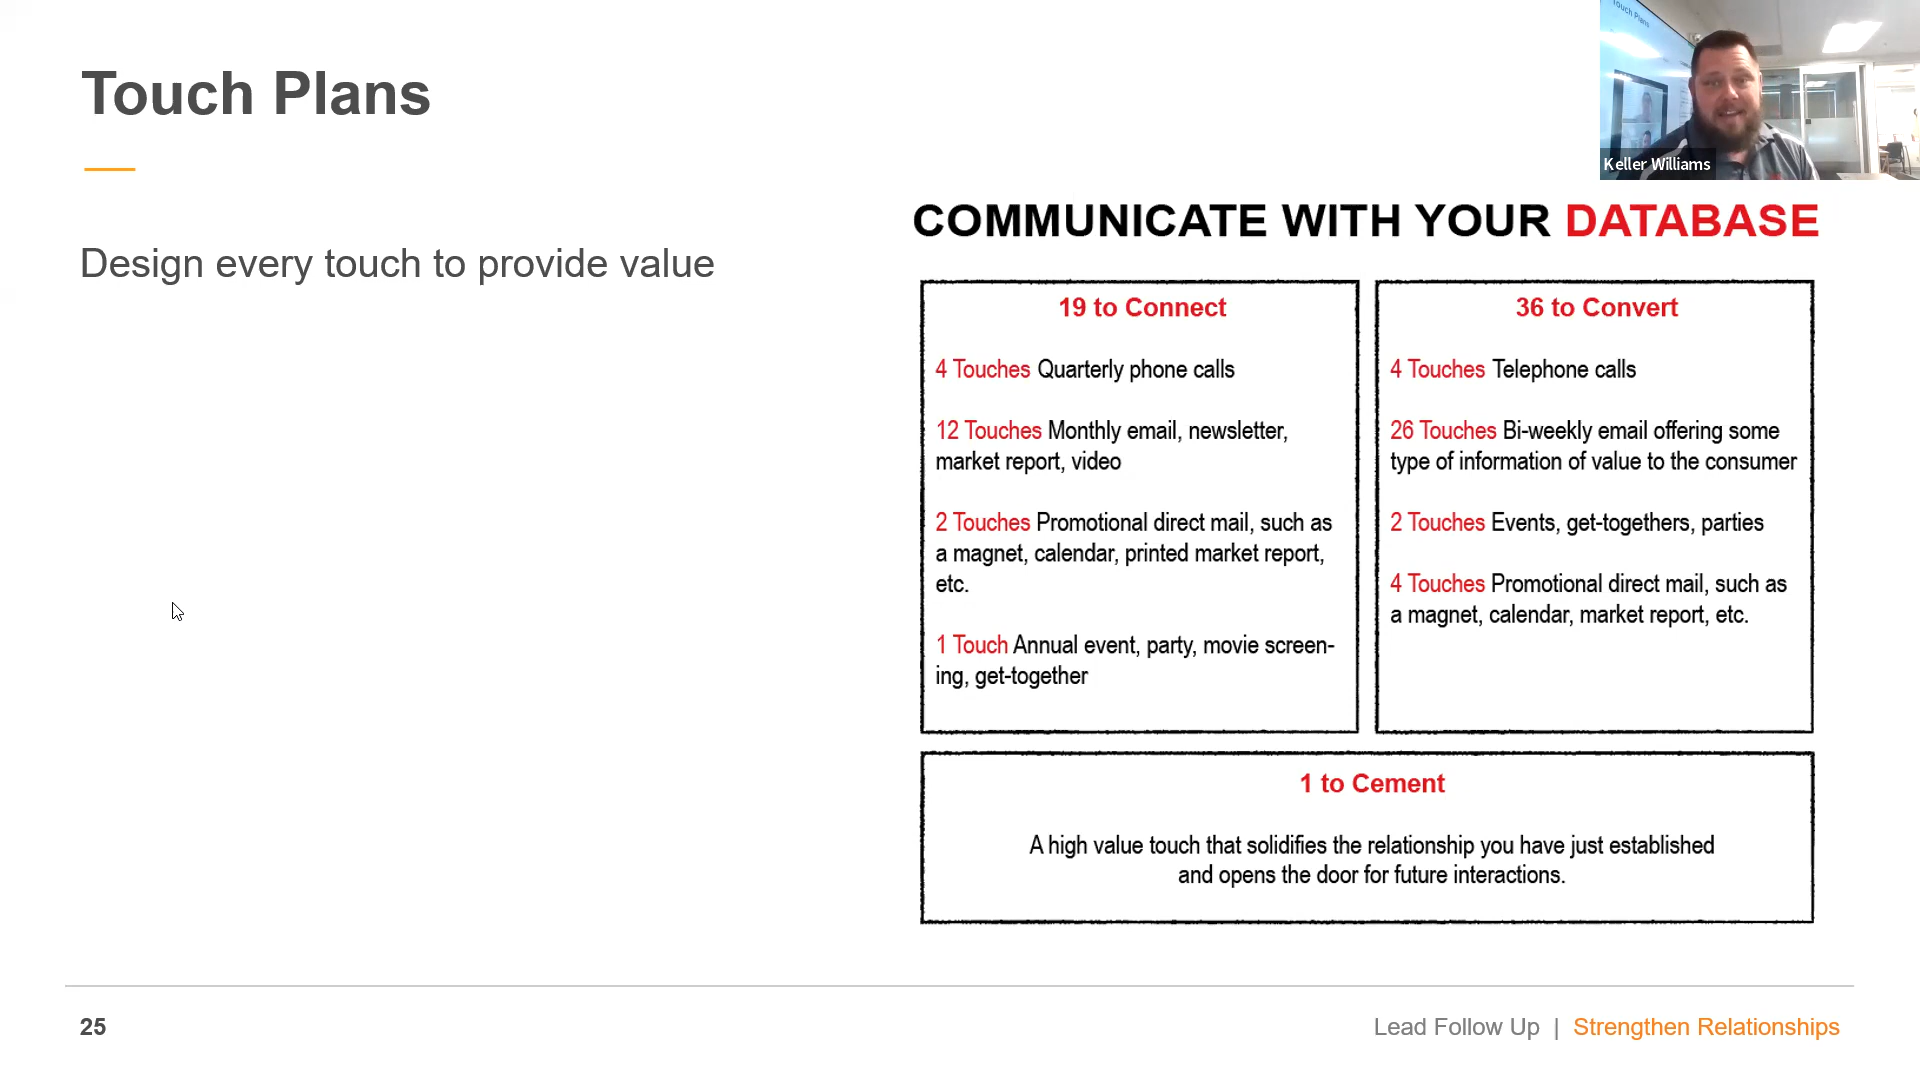 Touch Plans
Touch Plans
Keller Williams
Design every touch to provide value
COMMUNICATE WITH YOUR DATABASE
19 to Connect
4 Touches Quarterly phone calls
12 Touches Monthly email, newsletter,
market report, video
2 Touches Promotional direct mail, such as
a magnet, calendar, printed market report,
etc.
1 Touch Annual event, party, movie screen-
ing, get-together
36 to Convert
4 Touches Telephone calls
26 Touches Bi-weekly email offering some
type of information of value to the consumer
2 Touches Events, get-togethers, parties
4 Touches Promotional direct mail, such as
a magnet, calendar, market report, etc.
1 to Cement
A high value touch that solidifies the relationship you have just established
and opens the door for future interactions.
25
Lead Follow Up | Strengthen Relationships